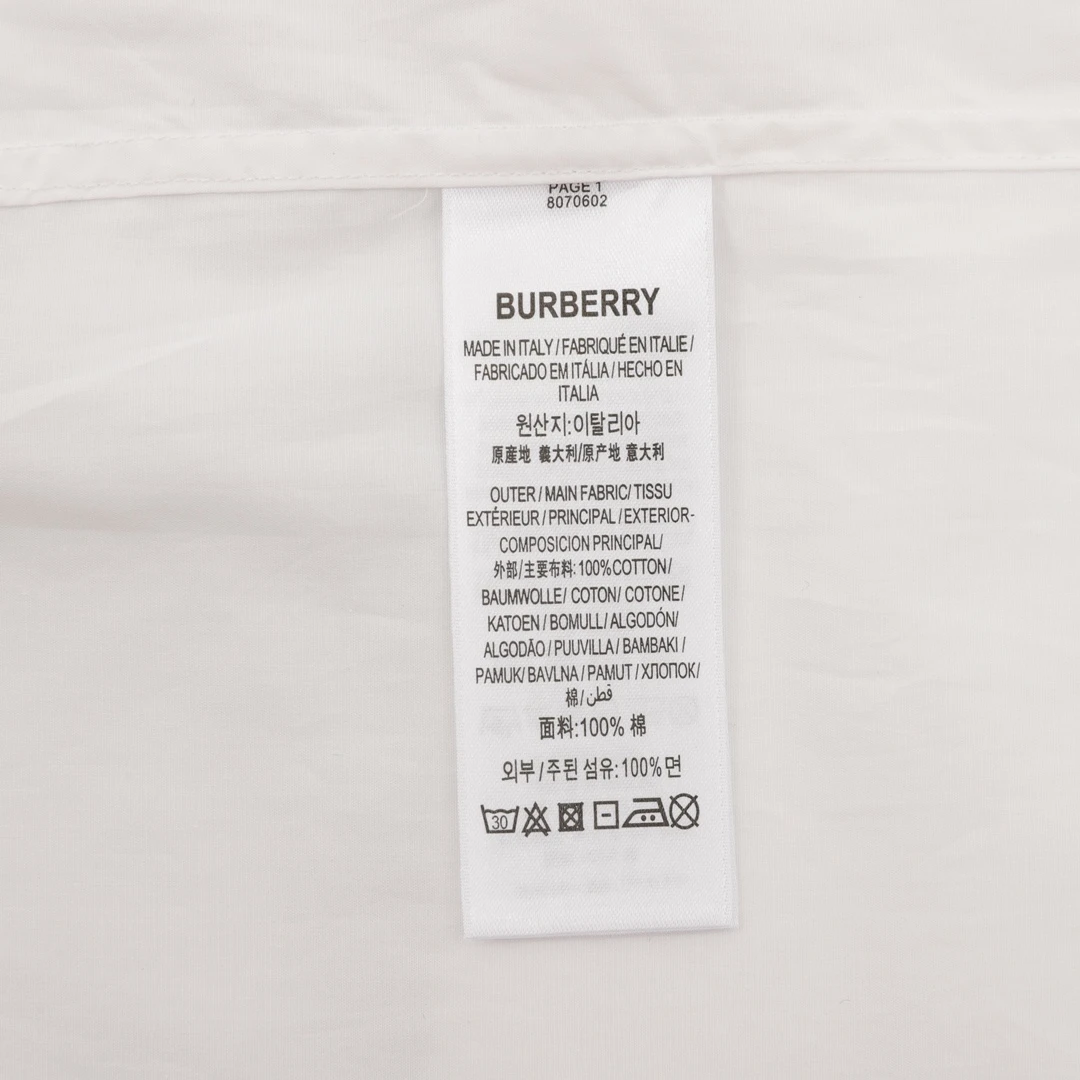 PAGE 1
8070602
BURBERRY
MADE IN ITALY / FABRIQUÉ EN ITALIE /
FABRICADO EM ITÁLIA / HECHO EN
ITALIA
원산지:이탈리아
原産地 義大利/原产地 意大利
OUTER / MAIN FABRIC/ TISSU
EXTÉRIEUR / PRINCIPAL / EXTERIOR-
COMPOSICION PRINCIPAL/
外部/主要布料: 100%COTTON/
BAUMWOLLE/ COTON/ COTONE/
KATOEN / BOMULL/ ALGODÓN/
ALGODÃO / PUUVILLA / BAMBAKI /
PAMUK/ BAVLNA / PAMUT / ХЛОПОК/
棉/ قطن
面料:100% 棉
외부 / 주된 섬유: 100% 면
30